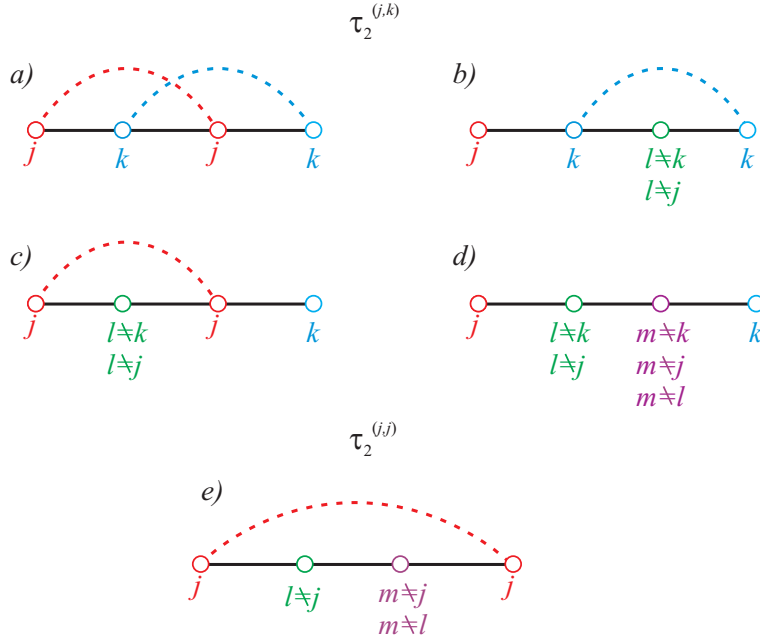 τ₂⁽ʲ'ᵏ⁾
a)
b)
j k j k
j k l≠k k
l≠j
c)
d)
j l≠k j k
l≠j
j l≠k m≠k k
l≠j m≠j
m≠l
τ₂⁽ʲ'ʲ⁾
e)
j l≠j m≠j j
m≠l